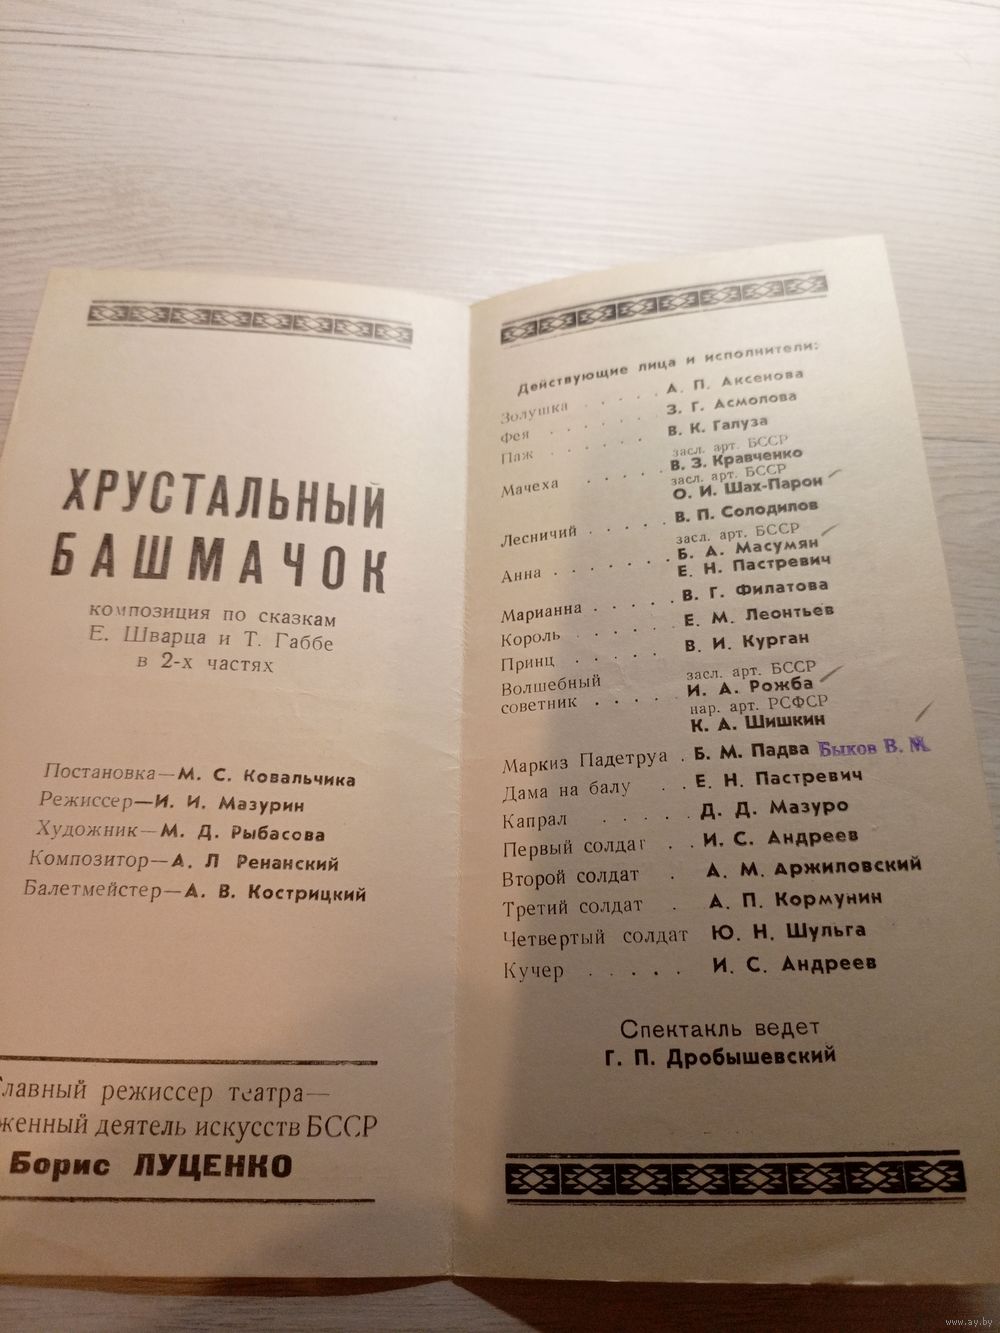 ХРУСТАЛЬНЫЙ
БАШМАЧОК
композиция по сказкам
Е. Шварца и Т. Габбе
в 2-х частях
Постановка—М. С. Ковальчика
Режиссер—И. И. Мазурин
Художник—М. Д. Рыбасова
Композитор—А. Л Ренанский
Балетмейстер—А. В. Кострицкий
Главный режиссер театра—
женный деятель искусств БССР
Борис ЛУЦЕНКО
Действующие лица и исполнители:
Золушка . . . . . А. П. Аксенова
Фея . . . . . . З. Г. Асмолова
Паж . . . . . . В. К. Галуза
засл. арт. БССР
Мачеха . . . . . В. З. Кравченко
засл. арт. БССР
О. И. Шах-Парон
Лесничий . . . . . В. П. Солодилов
засл. арт. БССР
Анна . . . . . . . Б. А. Масумян
Е. Н. Пастревич
Марианна . . . . . В. Г. Филатова
Король . . . . . . Е. М. Леонтьев
Принц . . . . . В. И. Курган
Волшебный засл. арт. БССР
советник . . . . . И. А. Рожба
нар. арт. РСФСР
К. А. Шишкин
Маркиз Падетруа . Б. М. Падва Быков В. М.
Дама на балу . . Е. Н. Пастревич
Капрал . . . . . Д. Д. Мазуро
Первый солдат . . И. С. Андреев
Второй солдат . А. М. Аржиловский
Третий солдат . А. П. Кормунин
Четвертый солдат Ю. Н. Шульга
Кучер . . . . . И. С. Андреев
Спектакль ведет
Г. П. Дробышевский
www.ay.by